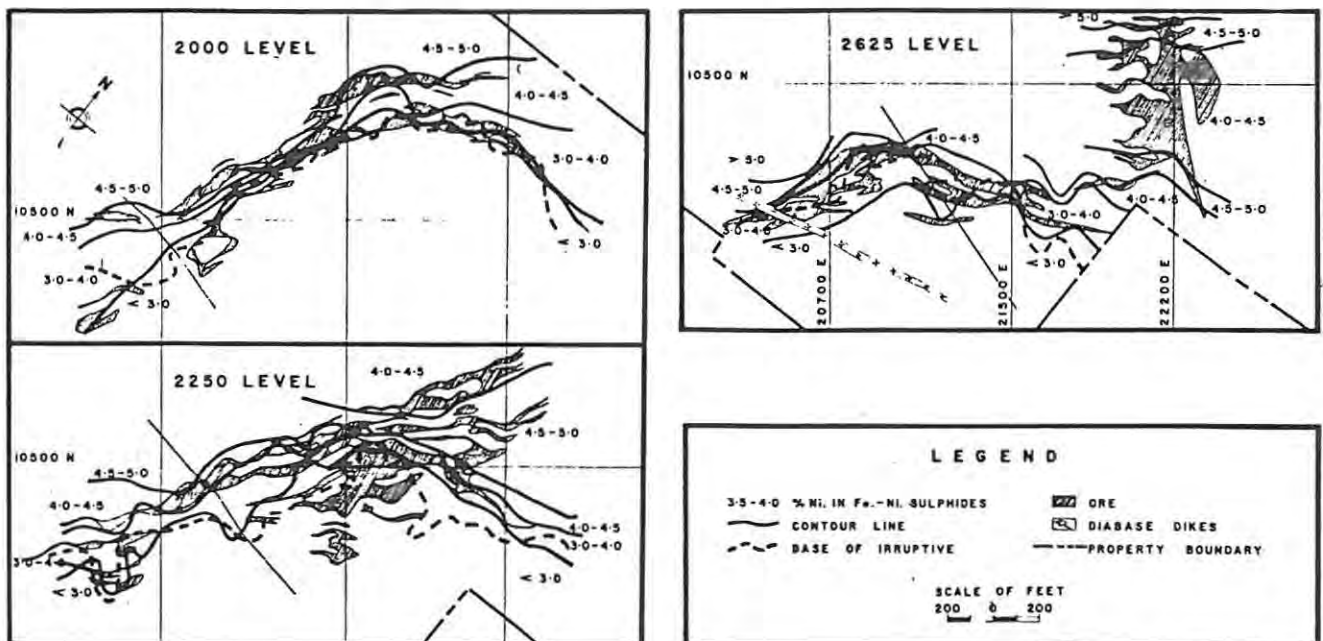 2000 LEVEL
4.5-5.0
N
4.0-4.5
3.0-4.0
4.5-5.0
10500 N
4.0-4.5
< 3.0
3.0-4.0
< 3.0
2250 LEVEL
4.0-4.5
4.5-5.0
10500 N
4.5-5.0
4.0-4.5
4.0-4.5
3.0-4.0
< 3.0
< 3.0
2625 LEVEL
> 5.0
4.5-5.0
10500 N
4.0-4.5
4.0-4.5
> 5.0
4.5-5.0
4.0-4.5
4.5-5.0
3.0-4.0
3.0-4.0
< 3.0
< 3.0
20700 E
21500 E
22200 E
LEGEND
3.5-4.0 % Ni. IN Fe.-Ni. SULPHIDES
ORE
CONTOUR LINE
DIABASE DIKES
BASE OF IRRUPTIVE
PROPERTY BOUNDARY
SCALE OF FEET
200 0 200